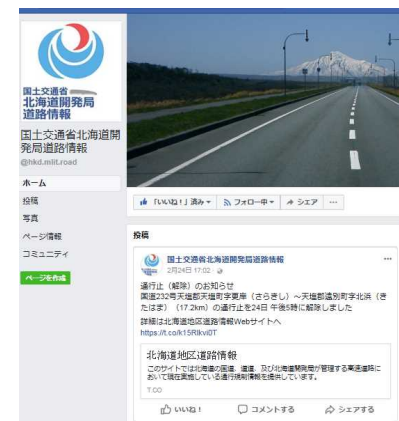 国土交通省
北海道開発局
道路情報
国土交通省北海道開
発局道路情報
@hkd.mlit.road
ホーム
投稿
写真
ページ情報
コミュニティ
ページを作成
「いいね！」済み
フォロー中
シェア
投稿
国土交通省北海道開発局道路情報
2月24日 17:02
通行止（解除）のお知らせ
国道232号天塩郡天塩町字更岸（さらきし）～天塩郡遠別町字北浜（き
たはま）（17.2km）の通行止を24日 午後5時に解除しました
詳細は北海道地区道路情報Webサイトへ
https://t.co/k15Rlkvi0T
北海道地区道路情報
このサイトでは北海道の国道、道道、及び北海道開発局が管理する高速道路に
おいて現在実施している通行規制情報を提供しています。
T.CO
いいね！
コメントする
シェアする